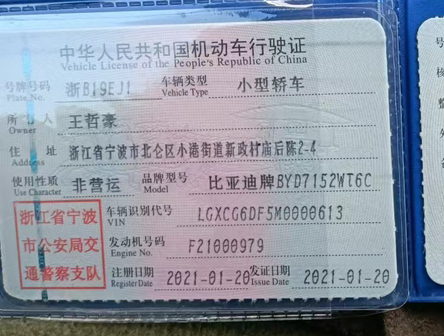 中华人民共和国机动车行驶证
Vehicle License of the People's Republic of China
号牌号码 浙B19EJ1 车辆类型 小型轿车
Plate No. Vehicle Type
所有人 王哲豪
Owner
住址 浙江省宁波市北仑区小港街道新政村庙后陈2-4
Address
使用性质 非营运 品牌型号 比亚迪牌BYD7152WT6C
Use Character Model
浙江省宁波
市公安局交
通警察支队
车辆识别代号 LGXCG6DF5M0000613
VIN
发动机号码 F21000979
Engine No.
注册日期 2021-01-20 发证日期 2021-01-20
Register Date Issue Date